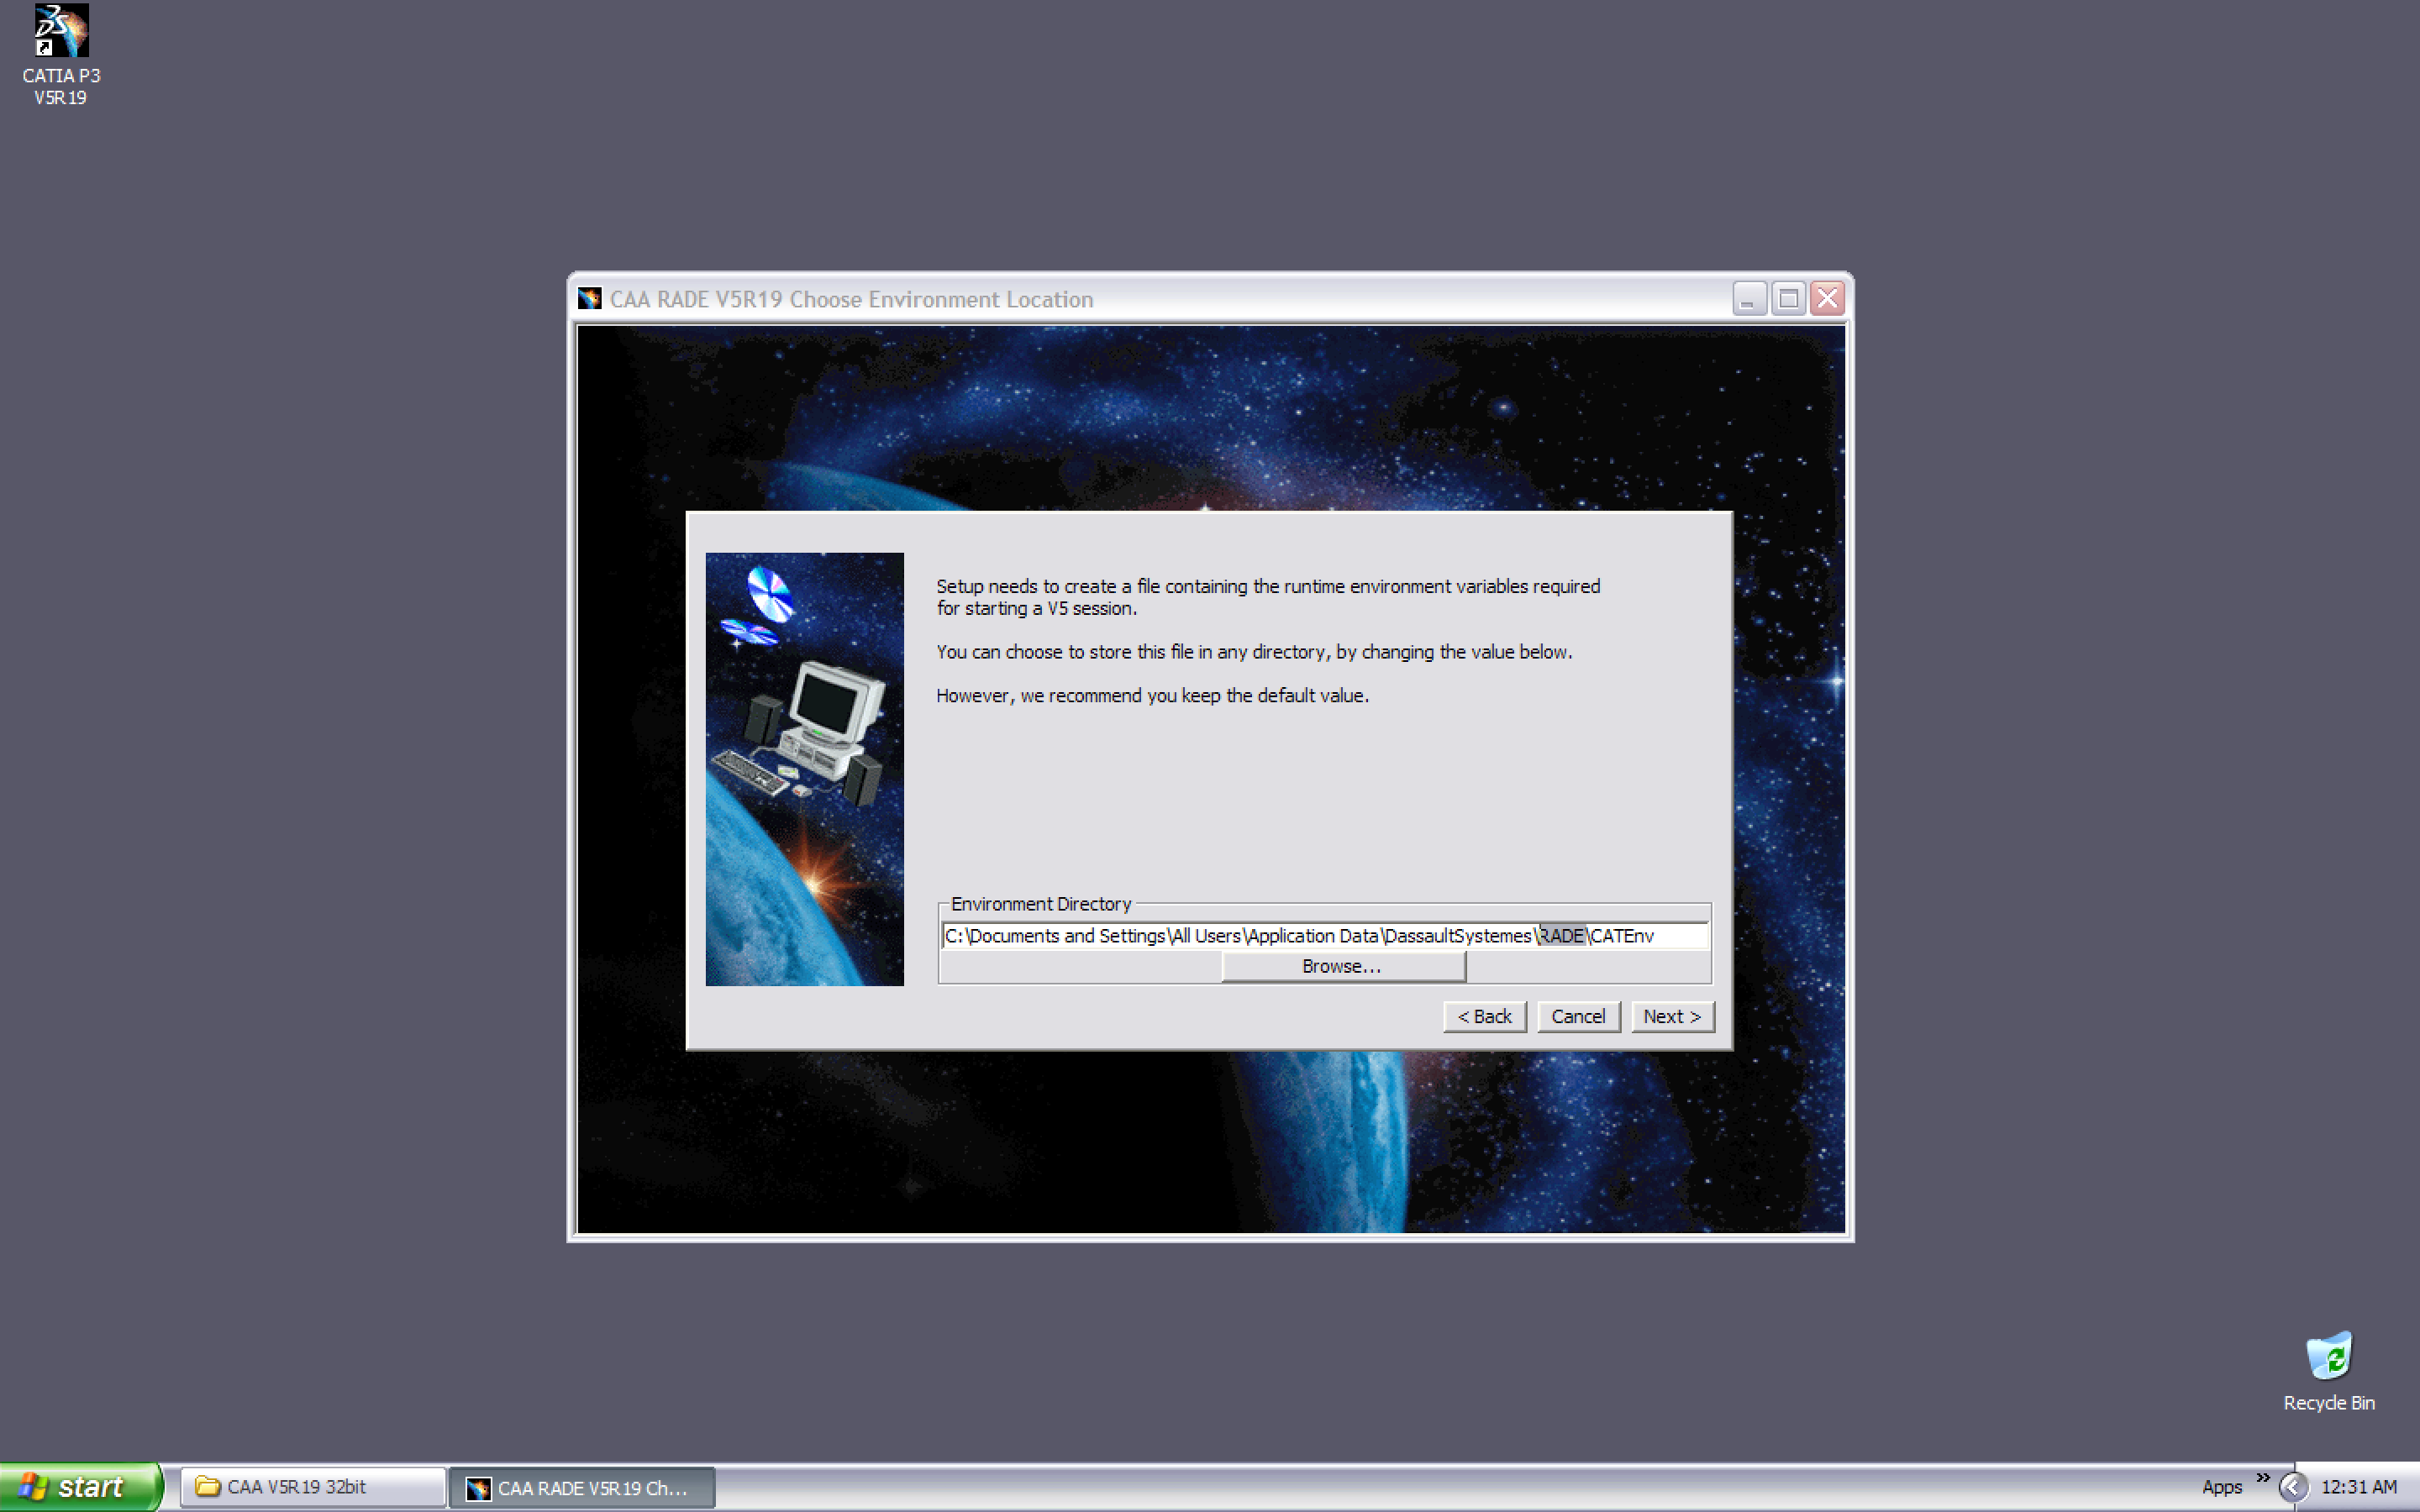 CATIA P3
V5R19
CAA RADE V5R19 Choose Environment Location
Setup needs to create a file containing the runtime environment variables required
for starting a V5 session.
You can choose to store this file in any directory, by changing the value below.
However, we recommend you keep the default value.
Environment Directory
C:\Documents and Settings\All Users\Application Data\DassaultSystemes\RADE\CATEnv
Browse...
< Back
Cancel
Next >
Recycle Bin
start
CAA V5R19 32bit
CAA RADE V5R19 Ch...
Apps
12:31 AM